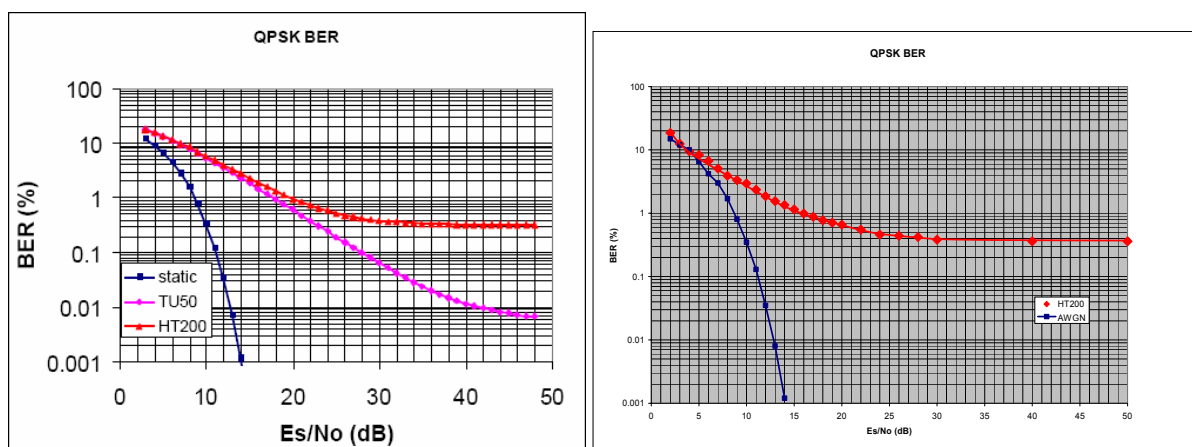 QPSK BER
100
10
1
0.1
0.01
0.001
BER (%)
static
TU50
HT200
0 10 20 30 40 50
Es/No (dB)
QPSK BER
100
10
1
0.1
0.01
0.001
BER (%)
HT200
AWGN
0 5 10 15 20 25 30 35 40 45 50
Es/No (dB)